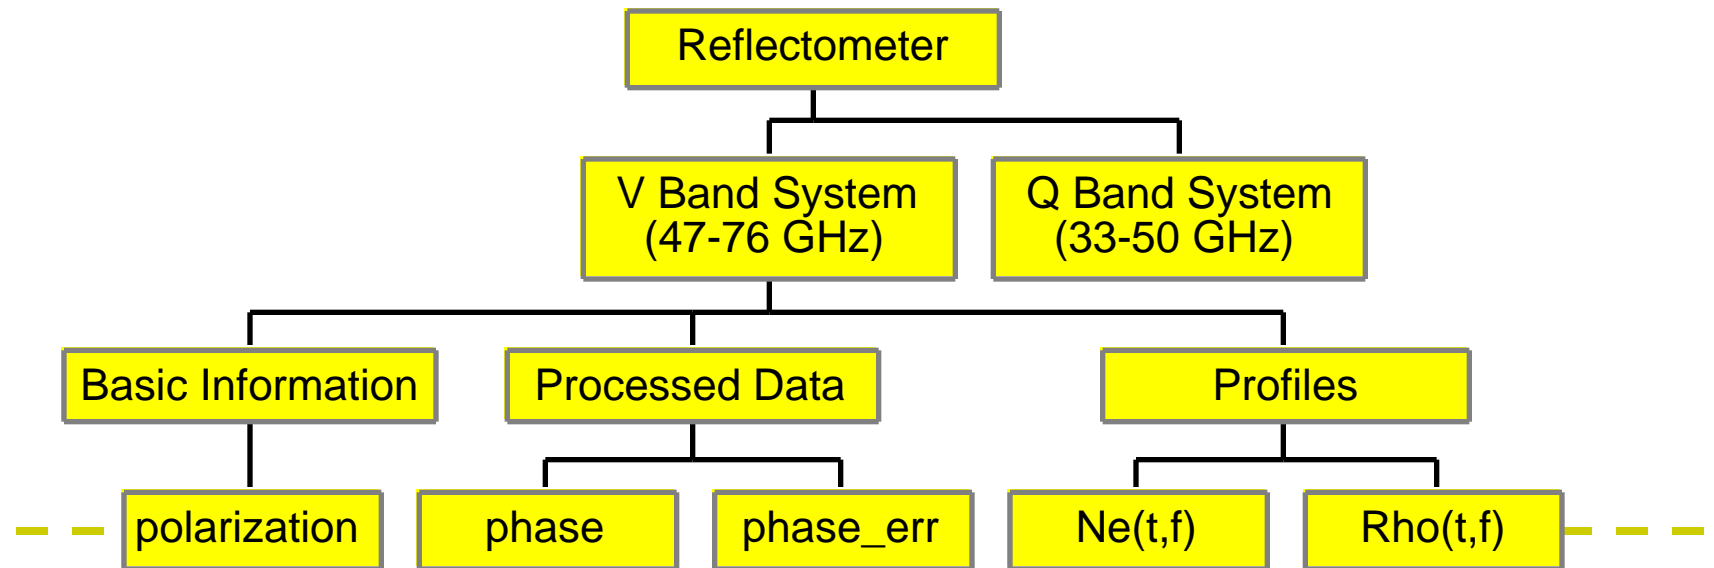 Reflectometer
V Band System
(47-76 GHz)
Q Band System
(33-50 GHz)
Basic Information
Processed Data
Profiles
polarization
phase
phase_err
Ne(t,f)
Rho(t,f)